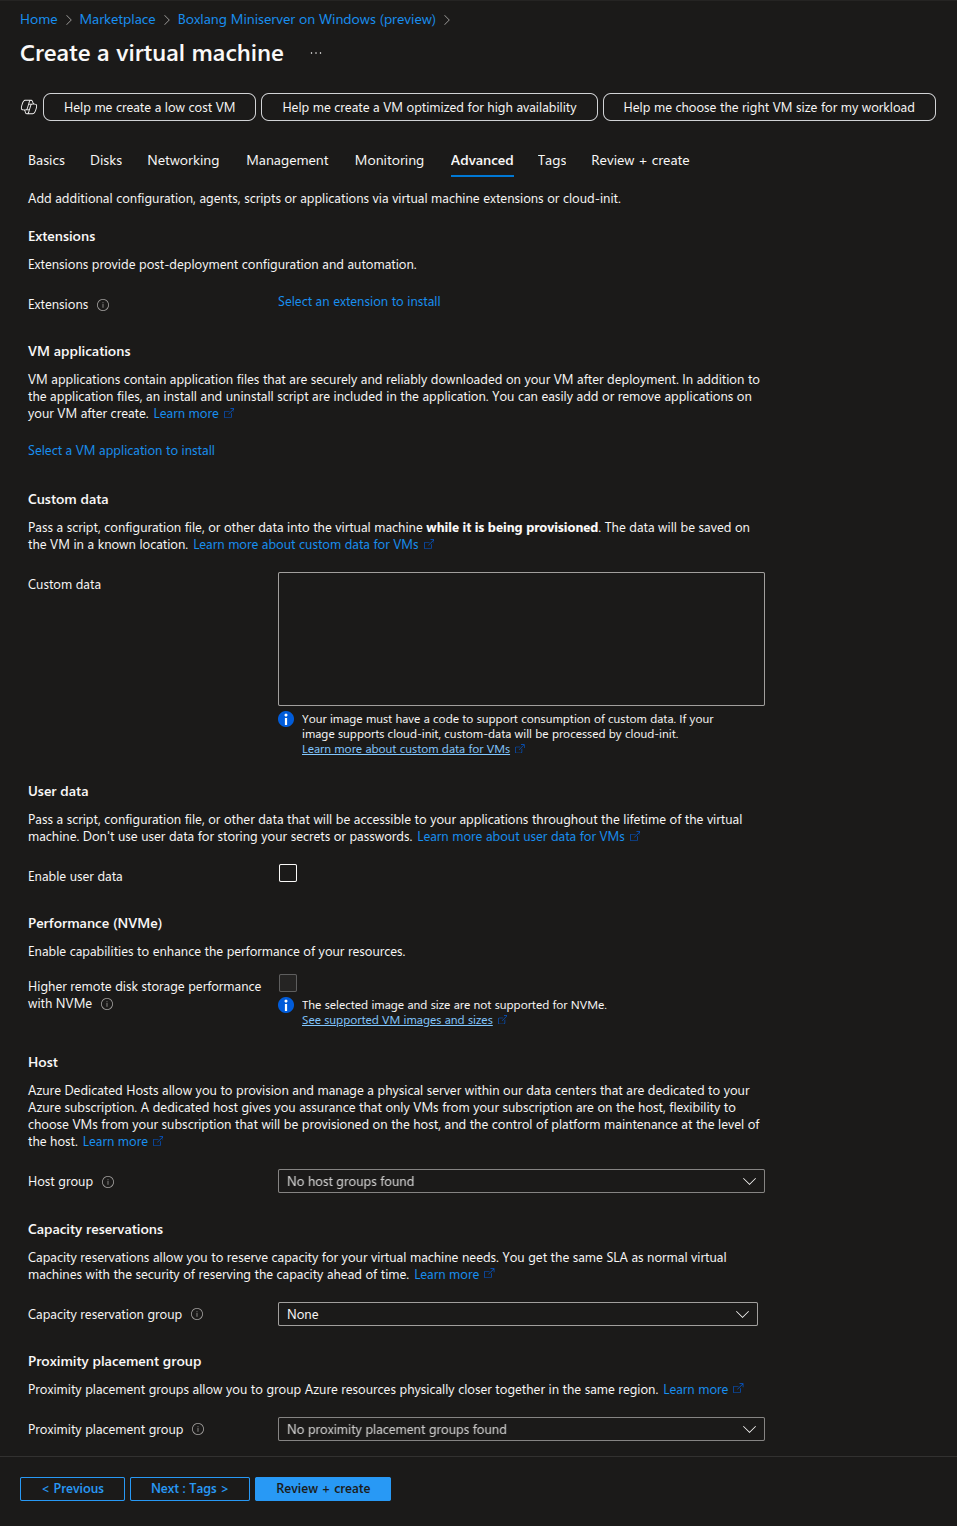 Home > Marketplace > Boxlang Miniserver on Windows (preview) >
Create a virtual machine ...
Help me create a low cost VM Help me create a VM optimized for high availability Help me choose the right VM size for my workload
Basics Disks Networking Management Monitoring Advanced Tags Review + create
Add additional configuration, agents, scripts or applications via virtual machine extensions or cloud-init.
Extensions
Extensions provide post-deployment configuration and automation.
Extensions Select an extension to install
VM applications
VM applications contain application files that are securely and reliably downloaded on your VM after deployment. In addition to
the application files, an install and uninstall script are included in the application. You can easily add or remove applications on
your VM after create. Learn more
Select a VM application to install
Custom data
Pass a script, configuration file, or other data into the virtual machine while it is being provisioned. The data will be saved on
the VM in a known location. Learn more about custom data for VMs
Custom data
Your image must have a code to support consumption of custom data. If your
image supports cloud-init, custom-data will be processed by cloud-init.
Learn more about custom data for VMs
User data
Pass a script, configuration file, or other data that will be accessible to your applications throughout the lifetime of the virtual
machine. Don't use user data for storing your secrets or passwords. Learn more about user data for VMs
Enable user data
Performance (NVMe)
Enable capabilities to enhance the performance of your resources.
Higher remote disk storage performance
with NVMe
The selected image and size are not supported for NVMe.
See supported VM images and sizes
Host
Azure Dedicated Hosts allow you to provision and manage a physical server within our data centers that are dedicated to your
Azure subscription. A dedicated host gives you assurance that only VMs from your subscription are on the host, flexibility to
choose VMs from your subscription that will be provisioned on the host, and the control of platform maintenance at the level of
the host. Learn more
Host group No host groups found
Capacity reservations
Capacity reservations allow you to reserve capacity for your virtual machine needs. You get the same SLA as normal virtual
machines with the security of reserving the capacity ahead of time. Learn more
Capacity reservation group None
Proximity placement group
Proximity placement groups allow you to group Azure resources physically closer together in the same region. Learn more
Proximity placement group No proximity placement groups found
< Previous Next : Tags > Review + create